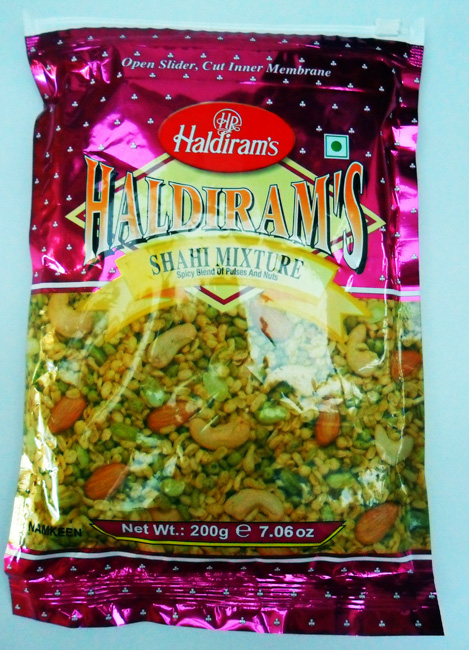 Open Slider, Cut Inner Membrane
HR
Haldiram's
HALDIRAM'S
SHAHI MIXTURE
Spicy Blend Of Pulses And Nuts
NAMKEEN
Net Wt.: 200g ℮ 7.06 oz